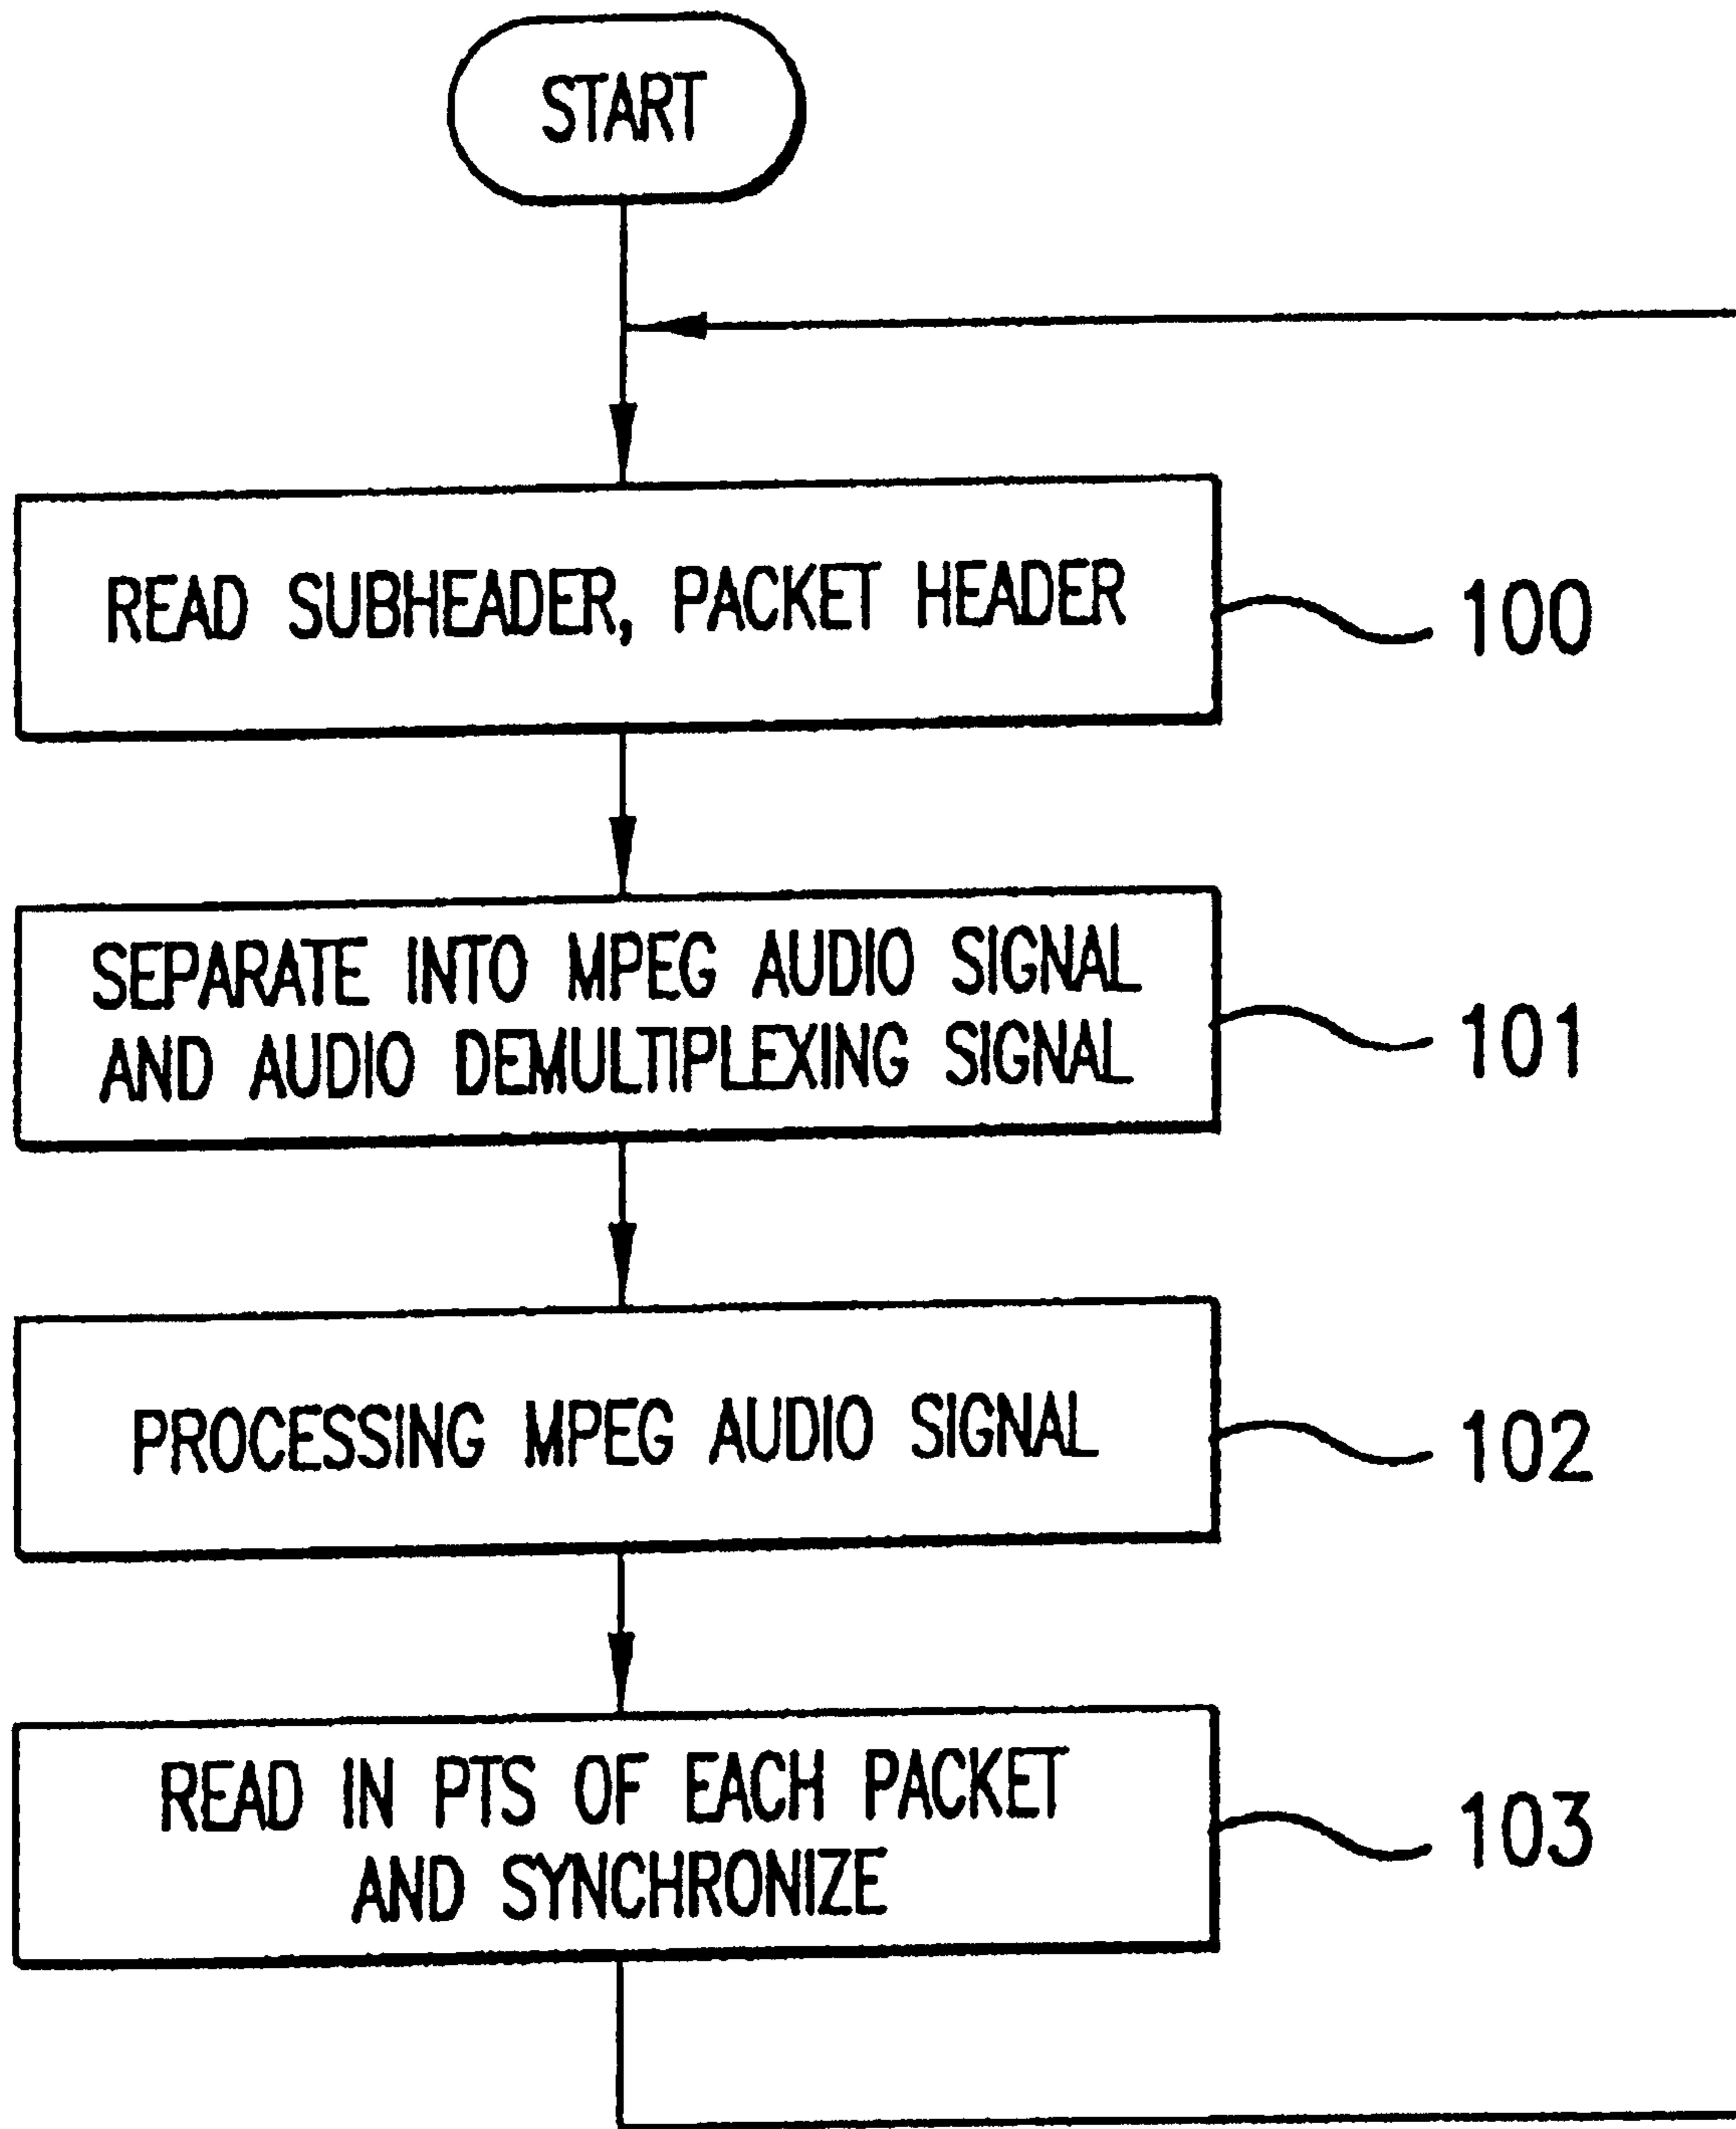 START
READ SUBHEADER, PACKET HEADER
100
SEPARATE INTO MPEG AUDIO SIGNAL
AND AUDIO DEMULTIPLEXING SIGNAL
101
PROCESSING MPEG AUDIO SIGNAL
102
READ IN PTS OF EACH PACKET
AND SYNCHRONIZE
103